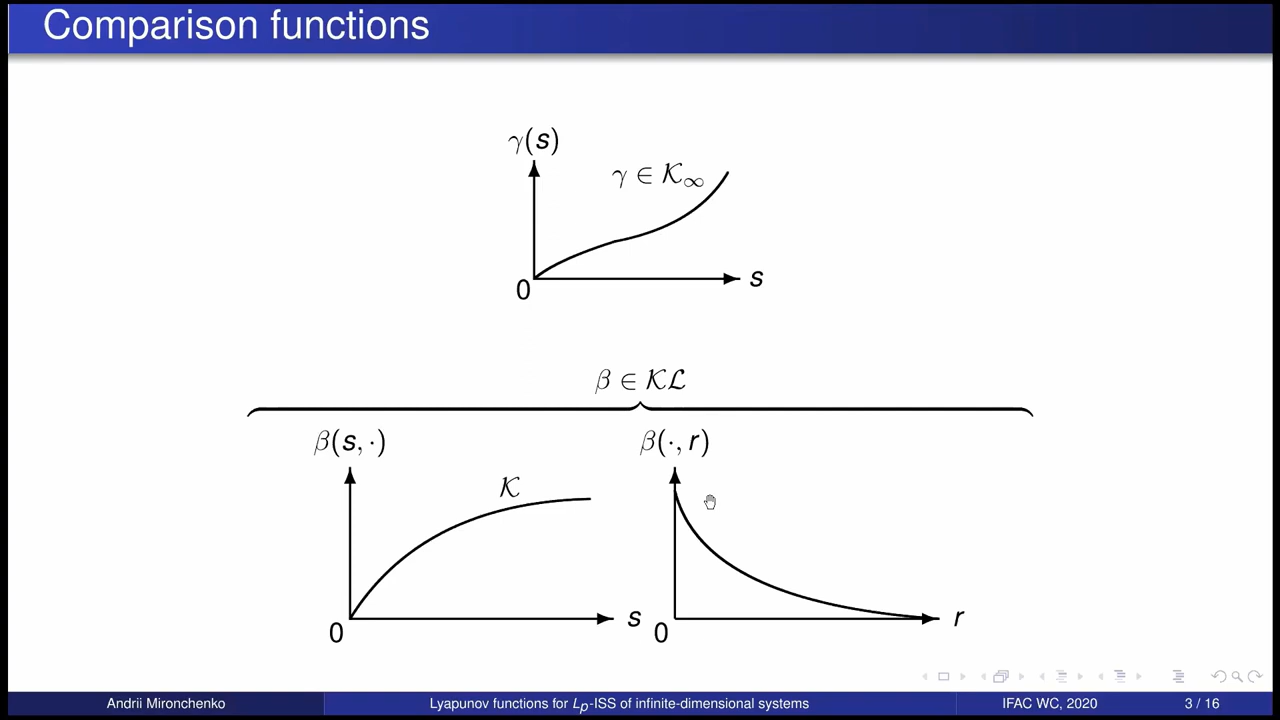 Comparison functions
γ(s)
γ ∈ 𝒦∞
0
s
β ∈ 𝒦ℒ
β(s, ·)
β(·, r)
𝒦
0
s
0
r
Andrii Mironchenko
Lyapunov functions for Lp-ISS of infinite-dimensional systems
IFAC WC, 2020
3 / 16